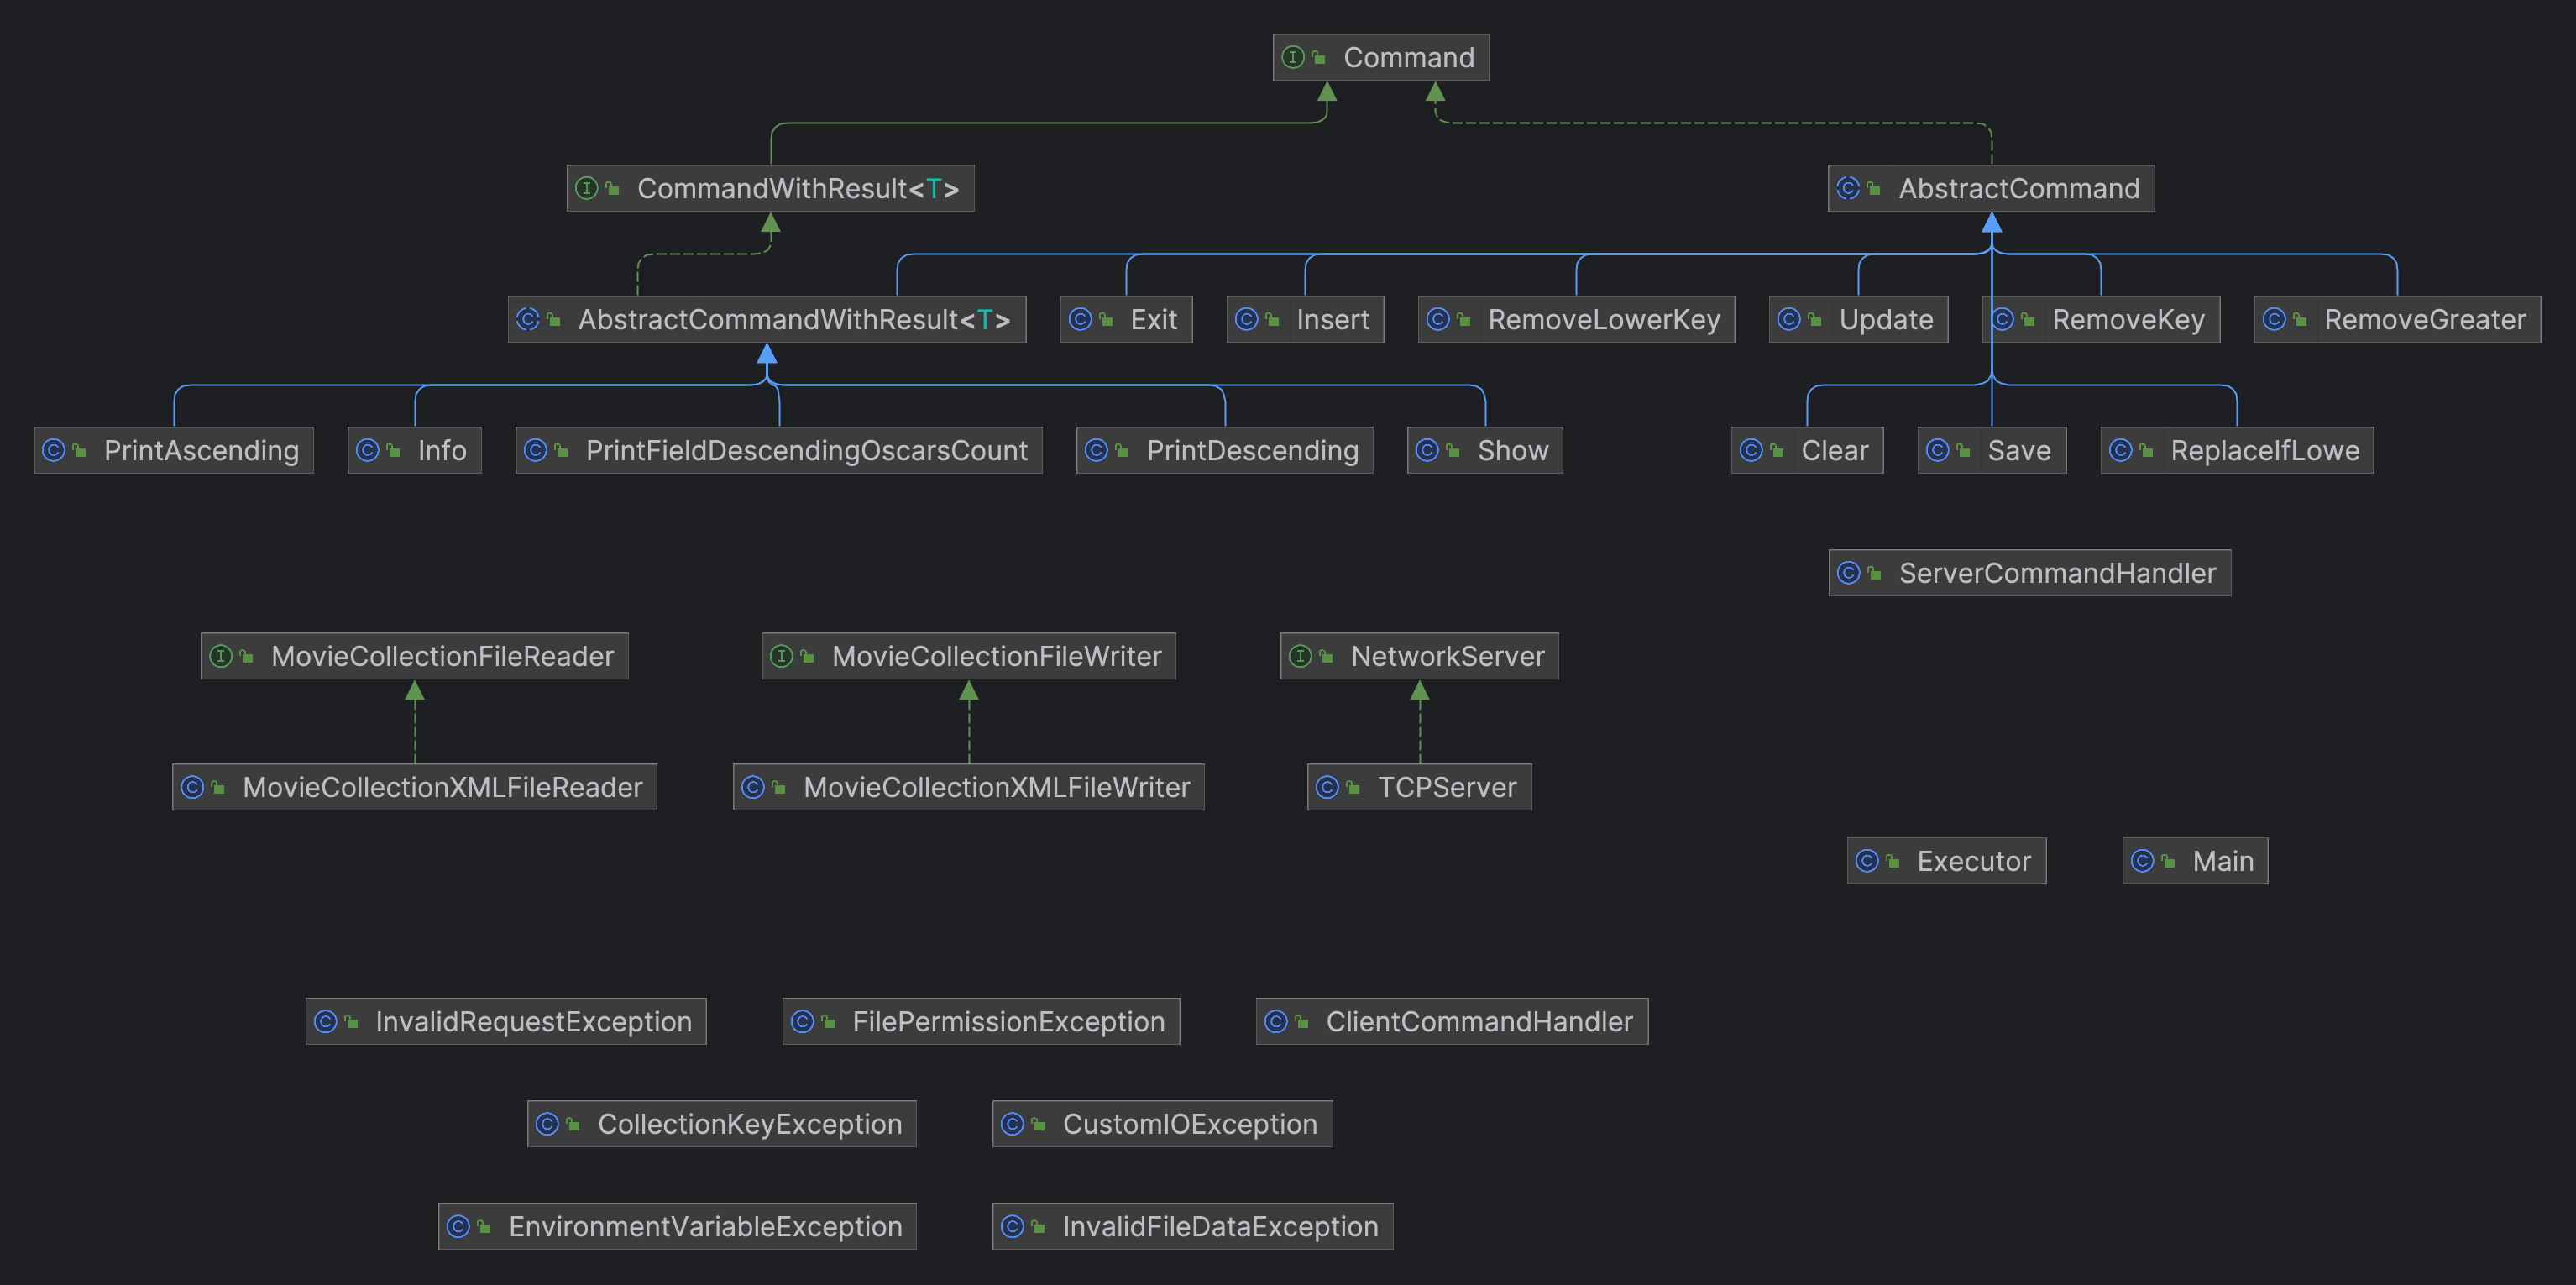 Command
CommandWithResult<T>
AbstractCommand
AbstractCommandWithResult<T>
Exit
Insert
RemoveLowerKey
Update
RemoveKey
RemoveGreater
PrintAscending
Info
PrintFieldDescendingOscarsCount
PrintDescending
Show
Clear
Save
ReplaceIfLowe
ServerCommandHandler
MovieCollectionFileReader
MovieCollectionFileWriter
NetworkServer
MovieCollectionXMLFileReader
MovieCollectionXMLFileWriter
TCPServer
Executor
Main
InvalidRequestException
FilePermissionException
ClientCommandHandler
CollectionKeyException
CustomIOException
EnvironmentVariableException
InvalidFileDataException